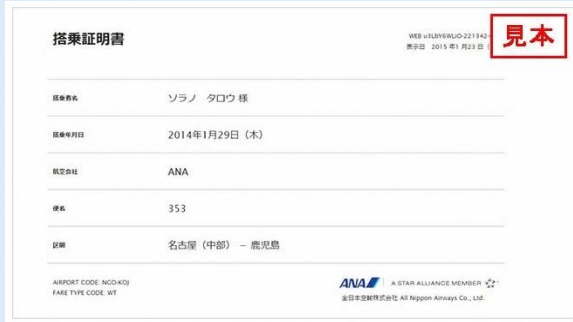 搭乗証明書
見本
表示日 2015年1月23日
搭乗者名 ソラノ タロウ 様
搭乗年月日 2014年1月29日（木）
航空会社 ANA
便名 353
区間 名古屋（中部） － 鹿児島
AIRPORT CODE: NGO-KOJ
FARE TYPE CODE: WT
ANA A STAR ALLIANCE MEMBER
全日本空輸株式会社 All Nippon Airways Co., Ltd.